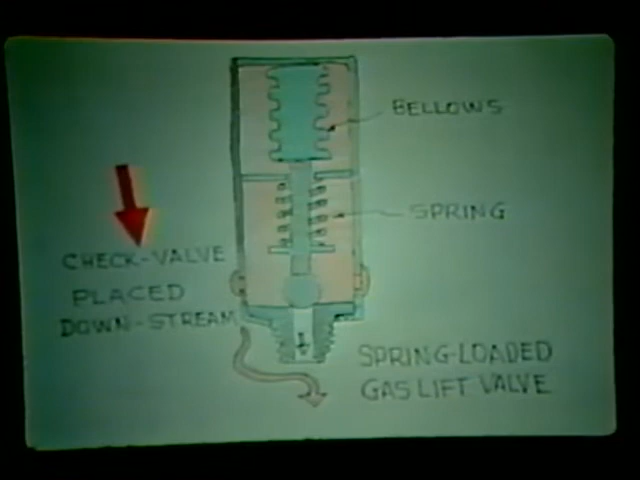 BELLOWS
SPRING
CHECK-VALVE
PLACED
DOWN-STREAM
SPRING-LOADED
GAS LIFT VALVE